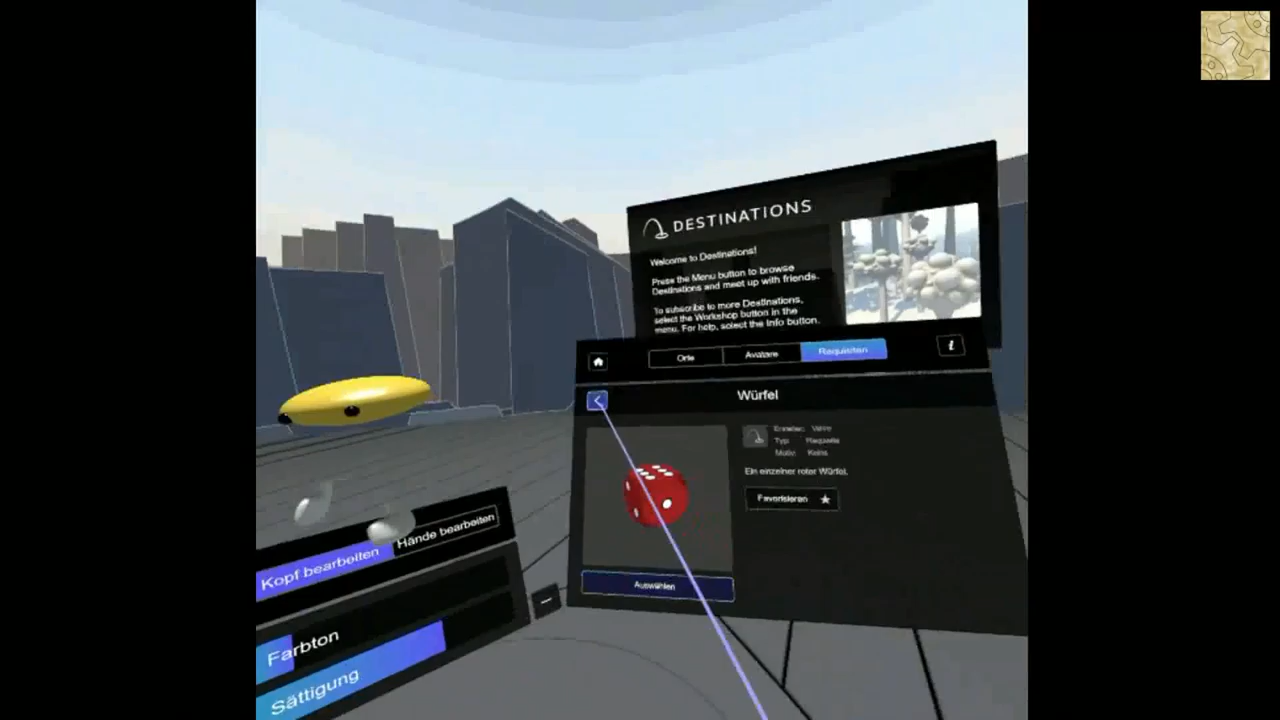 DESTINATIONS
Welcome to Destinations!
Press the Menu button to browse
Destinations and meet up with friends.
To subscribe to more Destinations,
select the Workshop button in the
menu. For help, select the Info button.
Orte
Avatare
Requisiten
i
Würfel
Ersteller: Valve
Typ: Requisite
Motiv: Keins
Ein einzelner roter Würfel.
Favorisieren
Auswählen
Kopf bearbeiten
Hände bearbeiten
Farbton
Sättigung